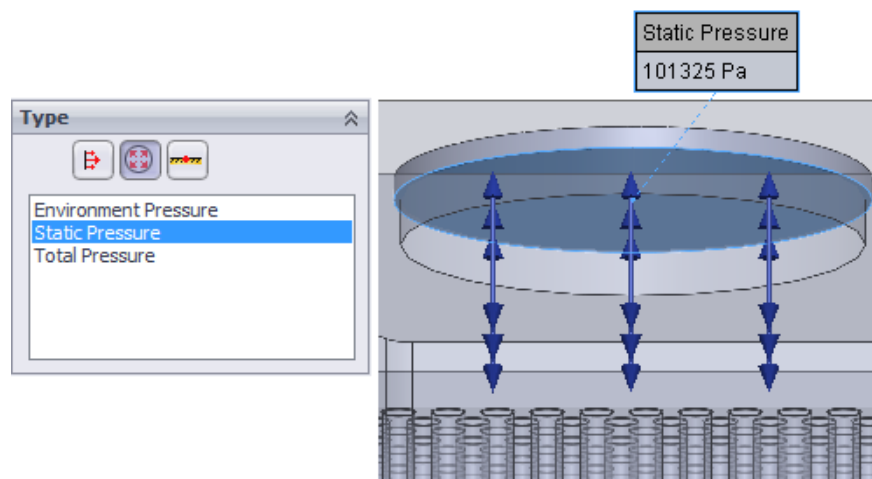 Static Pressure
101325 Pa
Type
Environment Pressure
Static Pressure
Total Pressure